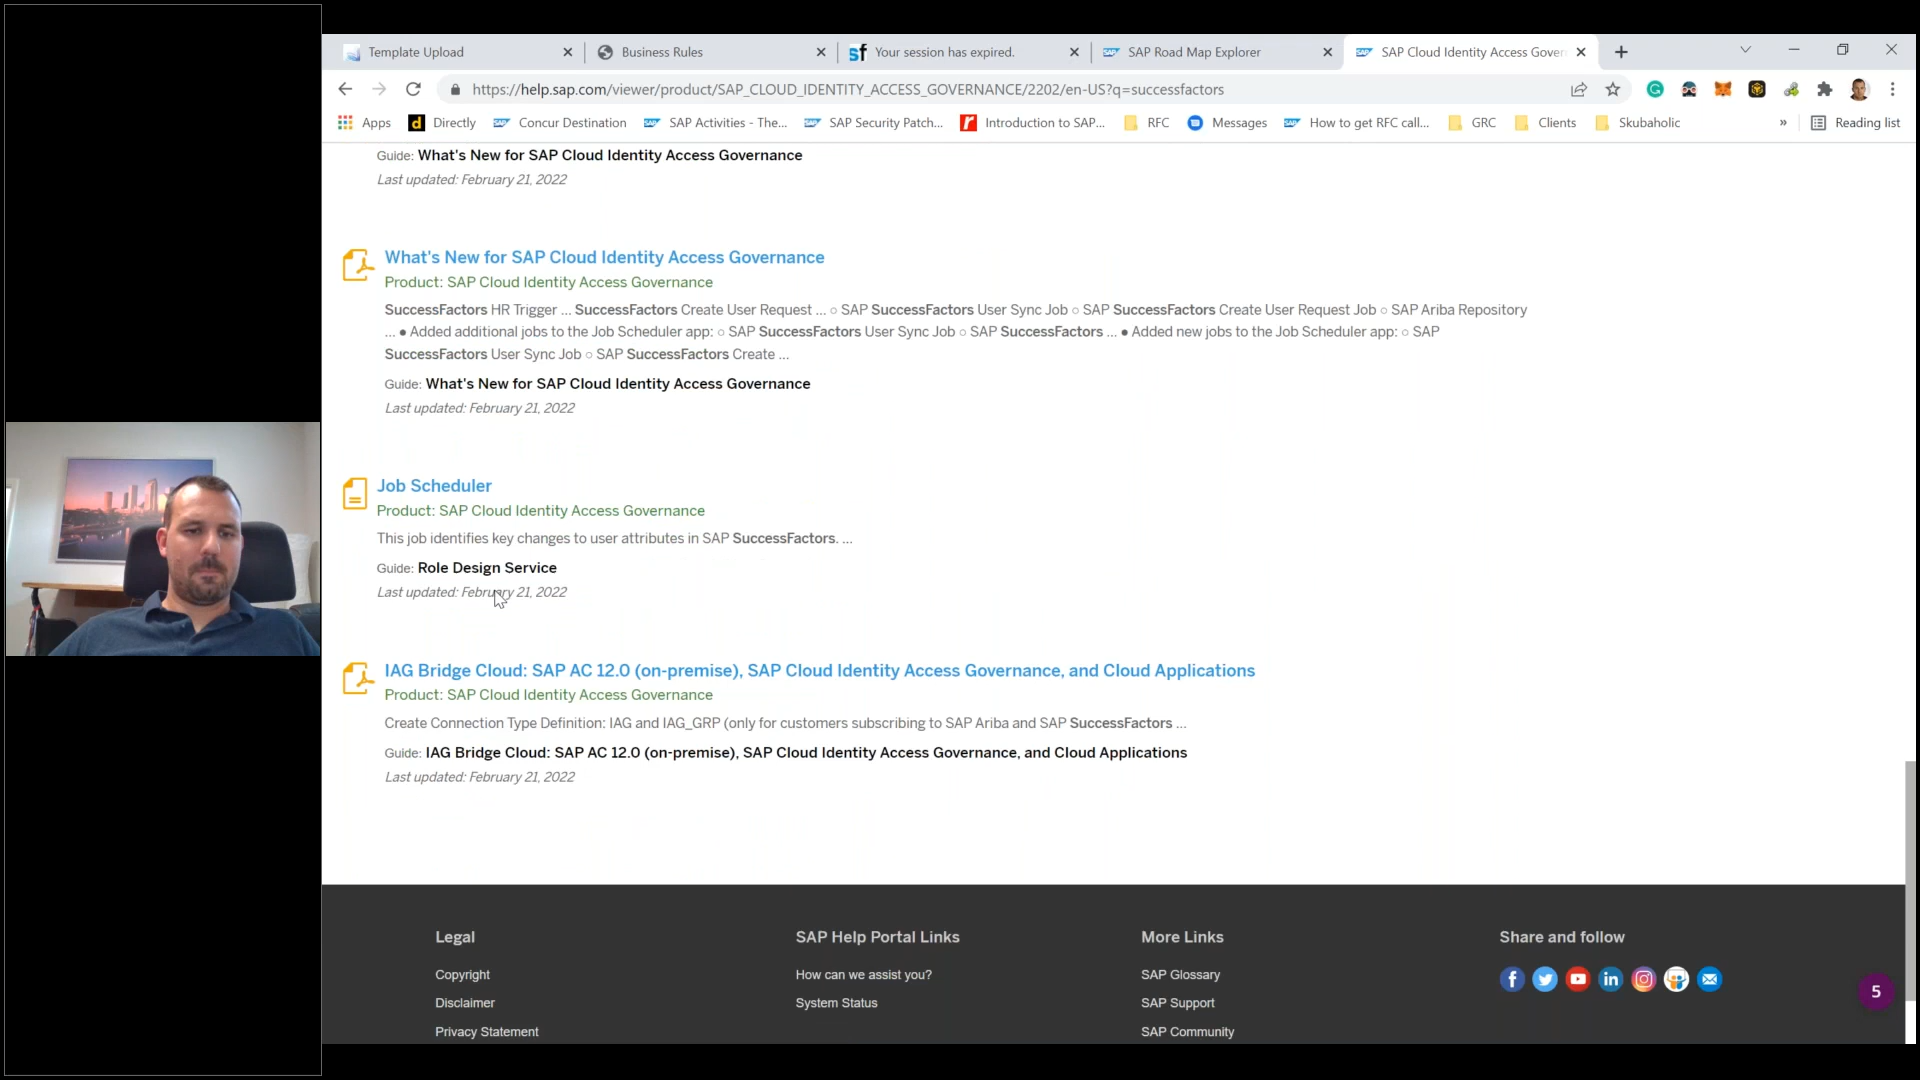 Template Upload
Business Rules
sf Your session has expired.
SAP SAP Road Map Explorer
SAP SAP Cloud Identity Access Gover
https://help.sap.com/viewer/product/SAP_CLOUD_IDENTITY_ACCESS_GOVERNANCE/2202/en-US?q=successfactors
Apps
d Directly
SAP Concur Destination
SAP SAP Activities - The...
SAP SAP Security Patch...
Introduction to SAP...
RFC
Messages
SAP How to get RFC call...
GRC
Clients
Skubaholic
»
Reading list
Guide: What's New for SAP Cloud Identity Access Governance
Last updated: February 21, 2022
What's New for SAP Cloud Identity Access Governance
Product: SAP Cloud Identity Access Governance
SuccessFactors HR Trigger ... SuccessFactors Create User Request ... ○ SAP SuccessFactors User Sync Job ○ SAP SuccessFactors Create User Request Job ○ SAP Ariba Repository
... ● Added additional jobs to the Job Scheduler app: ○ SAP SuccessFactors User Sync Job ○ SAP SuccessFactors ... ● Added new jobs to the Job Scheduler app: ○ SAP
SuccessFactors User Sync Job ○ SAP SuccessFactors Create ...
Guide: What's New for SAP Cloud Identity Access Governance
Last updated: February 21, 2022
Job Scheduler
Product: SAP Cloud Identity Access Governance
This job identifies key changes to user attributes in SAP SuccessFactors. ...
Guide: Role Design Service
Last updated: February 21, 2022
IAG Bridge Cloud: SAP AC 12.0 (on-premise), SAP Cloud Identity Access Governance, and Cloud Applications
Product: SAP Cloud Identity Access Governance
Create Connection Type Definition: IAG and IAG_GRP (only for customers subscribing to SAP Ariba and SAP SuccessFactors ...
Guide: IAG Bridge Cloud: SAP AC 12.0 (on-premise), SAP Cloud Identity Access Governance, and Cloud Applications
Last updated: February 21, 2022
Legal
Copyright
Disclaimer
Privacy Statement
SAP Help Portal Links
How can we assist you?
System Status
More Links
SAP Glossary
SAP Support
SAP Community
Share and follow
5